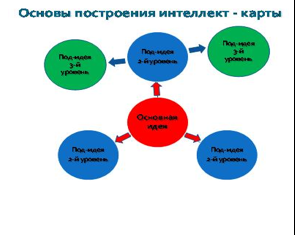 Основы построения интеллект - карты
Под-идея
3-й
уровень
Под-идея
2-й уровень
Под-идея
3-й
уровень
Основная
идея
Под-идея
2-й уровень
Под-идея
2-й уровень